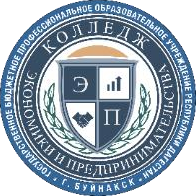 ГОСУДАРСТВЕННОЕ БЮДЖЕТНОЕ ПРОФЕССИОНАЛЬНОЕ ОБРАЗОВАТЕЛЬНОЕ УЧРЕЖДЕНИЕ РЕСПУБЛИКИ ДАГЕСТАН
КОЛЛЕДЖ
ЭКОНОМИКИ И ПРЕДПРИНИМАТЕЛЬСТВА
Э
П
г. БУЙНАКСК